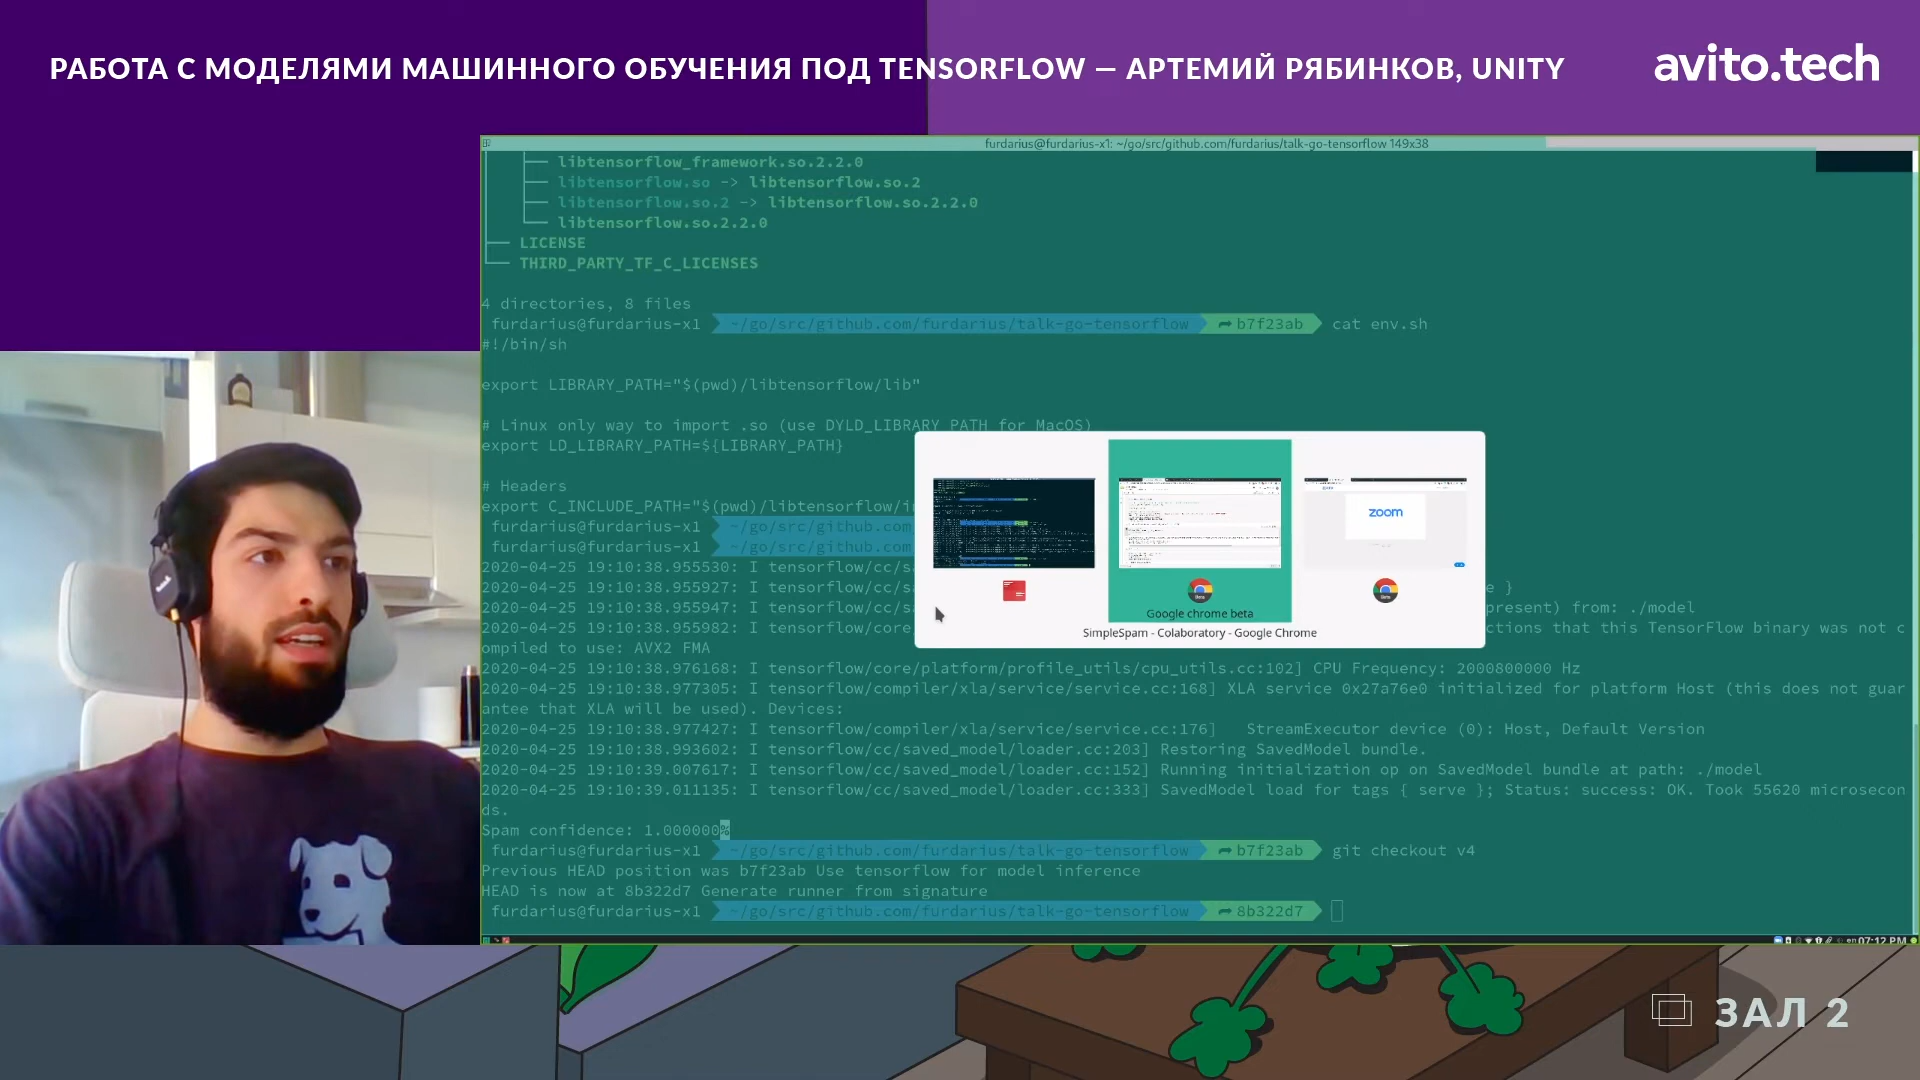 РАБОТА С МОДЕЛЯМИ МАШИННОГО ОБУЧЕНИЯ ПОД TENSORFLOW — АРТЕМИЙ РЯБИНКОВ, UNITY
avito.tech
furdarius@furdarius-x1: ~/go/src/github.com/furdarius/talk-go-tensorflow 149x38
├── libtensorflow_framework.so.2.2.0
├── libtensorflow.so -> libtensorflow.so.2
├── libtensorflow.so.2 -> libtensorflow.so.2.2.0
└── libtensorflow.so.2.2.0
├── LICENSE
└── THIRD_PARTY_TF_C_LICENSES
4 directories, 8 files
furdarius@furdarius-x1 ~/go/src/github.com/furdarius/talk-go-tensorflow ➦ b7f23ab cat env.sh
#!/bin/sh
export LIBRARY_PATH="$(pwd)/libtensorflow/lib"
# Linux only way to import .so (use DYLD_LIBRARY_PATH for MacOS)
export LD_LIBRARY_PATH=${LIBRARY_PATH}
# Headers
export C_INCLUDE_PATH="$(pwd)/libtensorflow/in
furdarius@furdarius-x1 ~/go/src/github.com
furdarius@furdarius-x1 ~/go/src/github.com
2020-04-25 19:10:38.955530: I tensorflow/cc/sa
2020-04-25 19:10:38.955927: I tensorflow/cc/sa e }
2020-04-25 19:10:38.955947: I tensorflow/cc/sa present) from: ./model
2020-04-25 19:10:38.955982: I tensorflow/core ctions that this TensorFlow binary was not c
ompiled to use: AVX2 FMA
2020-04-25 19:10:38.976168: I tensorflow/core/platform/profile_utils/cpu_utils.cc:102] CPU Frequency: 2000800000 Hz
2020-04-25 19:10:38.977305: I tensorflow/compiler/xla/service/service.cc:168] XLA service 0x27a76e0 initialized for platform Host (this does not guar
antee that XLA will be used). Devices:
2020-04-25 19:10:38.977427: I tensorflow/compiler/xla/service/service.cc:176]   StreamExecutor device (0): Host, Default Version
2020-04-25 19:10:38.993602: I tensorflow/cc/saved_model/loader.cc:203] Restoring SavedModel bundle.
2020-04-25 19:10:39.007617: I tensorflow/cc/saved_model/loader.cc:152] Running initialization op on SavedModel bundle at path: ./model
2020-04-25 19:10:39.011135: I tensorflow/cc/saved_model/loader.cc:333] SavedModel load for tags { serve }; Status: success: OK. Took 55620 microsecon
ds.
Spam confidence: 1.000000%
furdarius@furdarius-x1 ~/go/src/github.com/furdarius/talk-go-tensorflow ➦ b7f23ab git checkout v4
Previous HEAD position was b7f23ab Use tensorflow for model inference
HEAD is now at 8b322d7 Generate runner from signature
furdarius@furdarius-x1 ~/go/src/github.com/furdarius/talk-go-tensorflow ➦ 8b322d7
zoom
Google chrome beta
SimpleSpam - Colaboratory - Google Chrome
en 07:12 PM
ЗАЛ 2